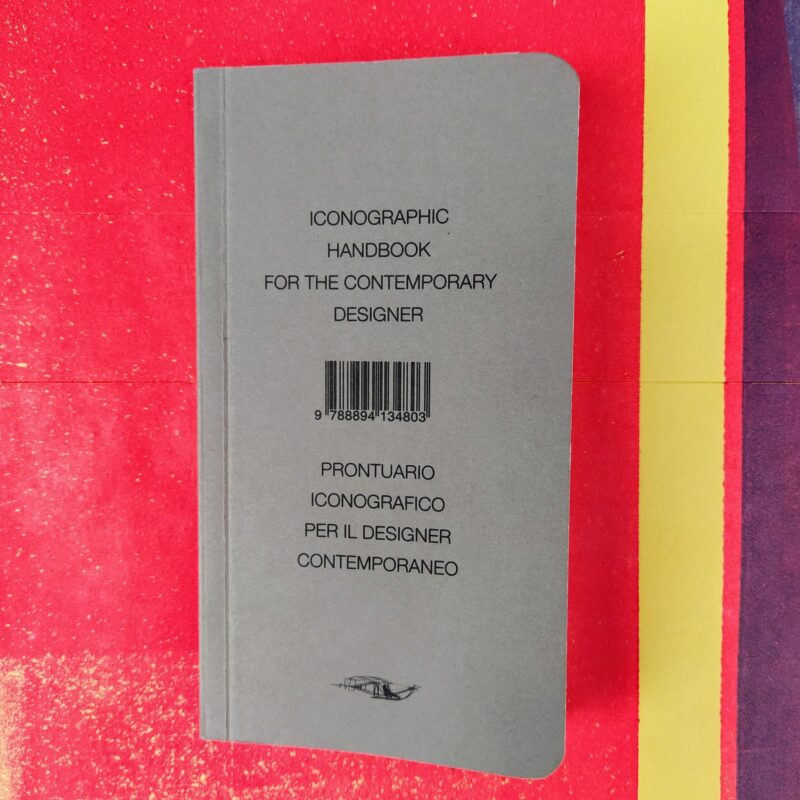 ICONOGRAPHIC
HANDBOOK
FOR THE CONTEMPORARY
DESIGNER
9 788894 134803
PRONTUARIO
ICONOGRAFICO
PER IL DESIGNER
CONTEMPORANEO